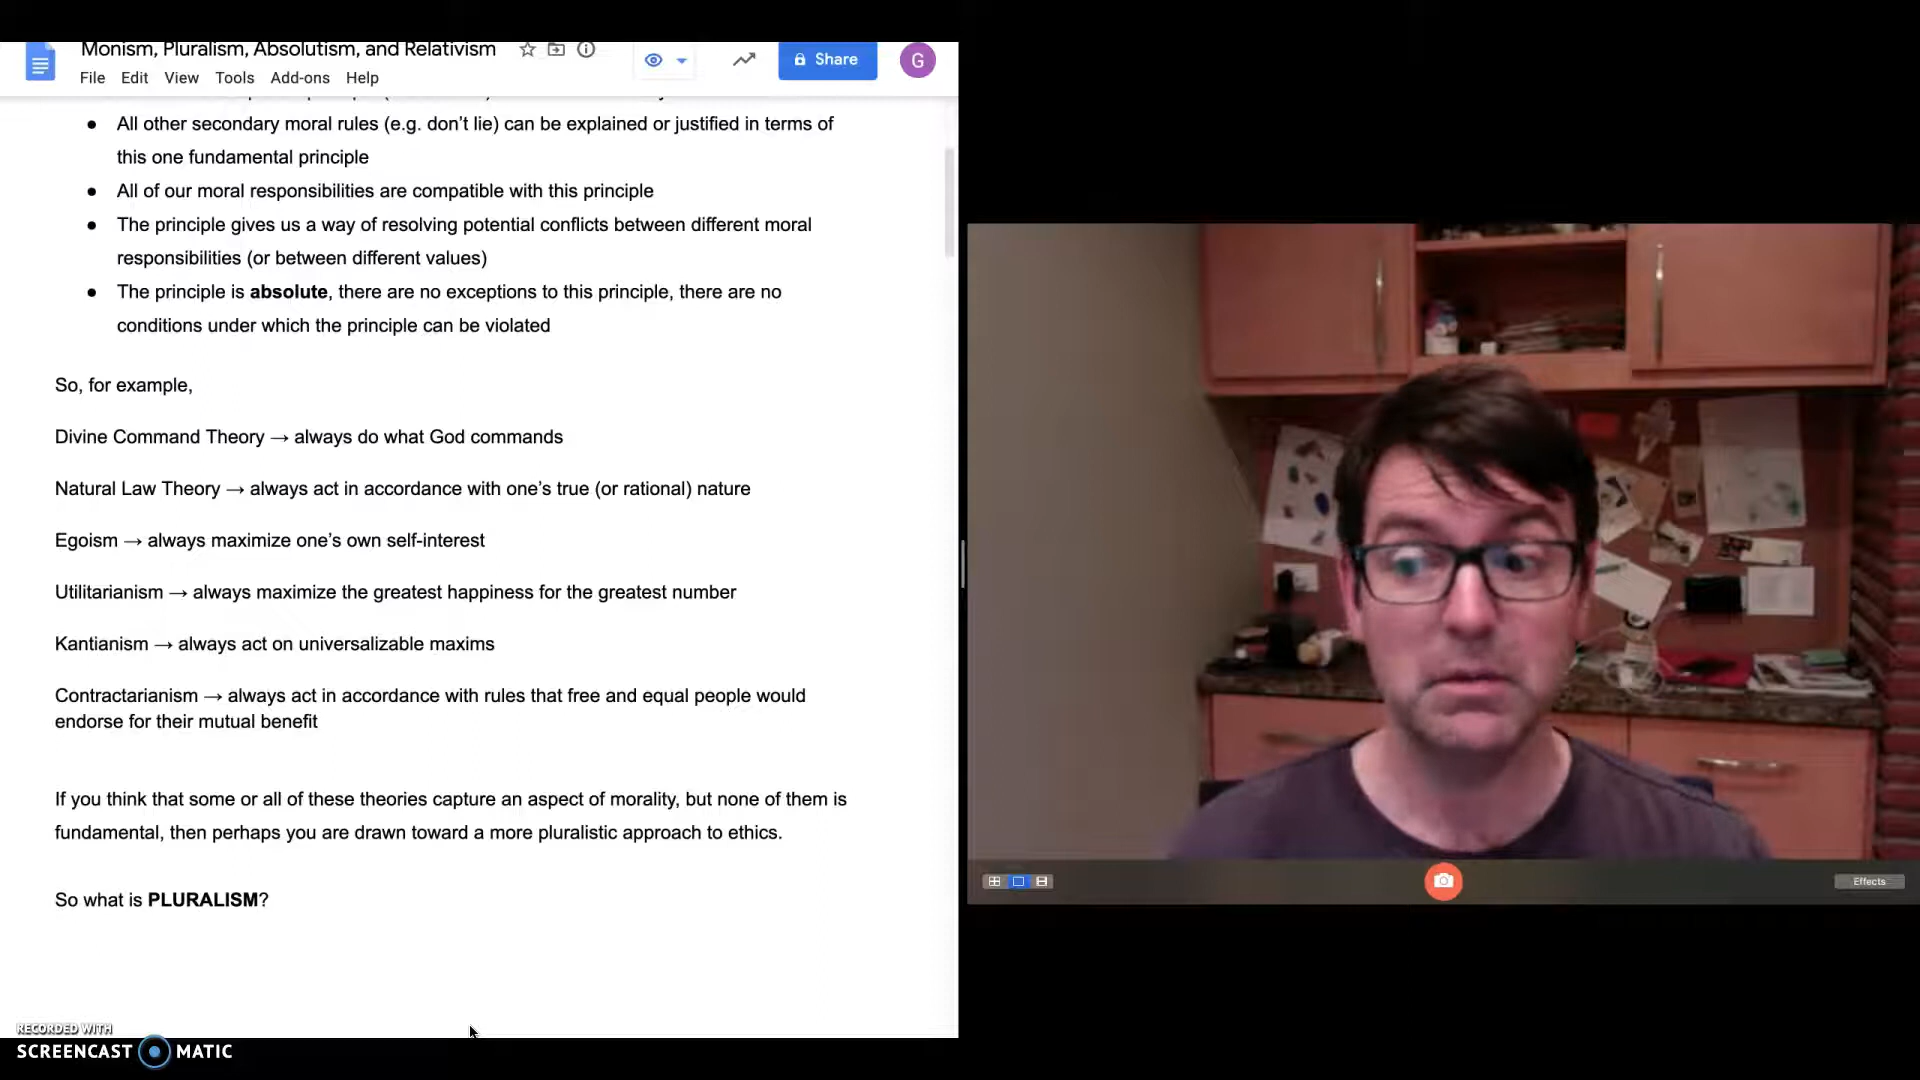 Monism, Pluralism, Absolutism, and Relativism
File Edit View Tools Add-ons Help
Share
G
● All other secondary moral rules (e.g. don’t lie) can be explained or justified in terms of
this one fundamental principle
● All of our moral responsibilities are compatible with this principle
● The principle gives us a way of resolving potential conflicts between different moral
responsibilities (or between different values)
● The principle is absolute, there are no exceptions to this principle, there are no
conditions under which the principle can be violated
So, for example,
Divine Command Theory → always do what God commands
Natural Law Theory → always act in accordance with one’s true (or rational) nature
Egoism → always maximize one’s own self-interest
Utilitarianism → always maximize the greatest happiness for the greatest number
Kantianism → always act on universalizable maxims
Contractarianism → always act in accordance with rules that free and equal people would
endorse for their mutual benefit
If you think that some or all of these theories capture an aspect of morality, but none of them is
fundamental, then perhaps you are drawn toward a more pluralistic approach to ethics.
So what is PLURALISM?
Effects
RECORDED WITH
SCREENCAST MATIC